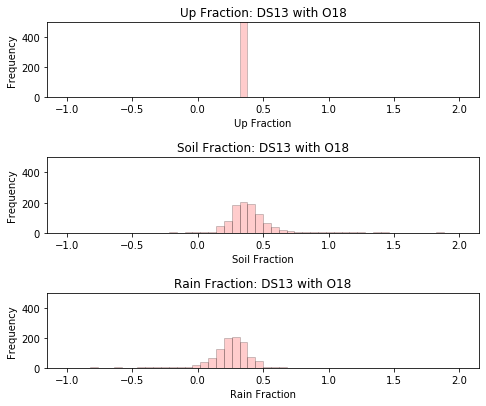 Up Fraction: DS13 with O18
Frequency
400
200
0
−1.0 −0.5 0.0 0.5 1.0 1.5 2.0
Up Fraction
Soil Fraction: DS13 with O18
Frequency
400
200
0
−1.0 −0.5 0.0 0.5 1.0 1.5 2.0
Soil Fraction
Rain Fraction: DS13 with O18
Frequency
400
200
0
−1.0 −0.5 0.0 0.5 1.0 1.5 2.0
Rain Fraction